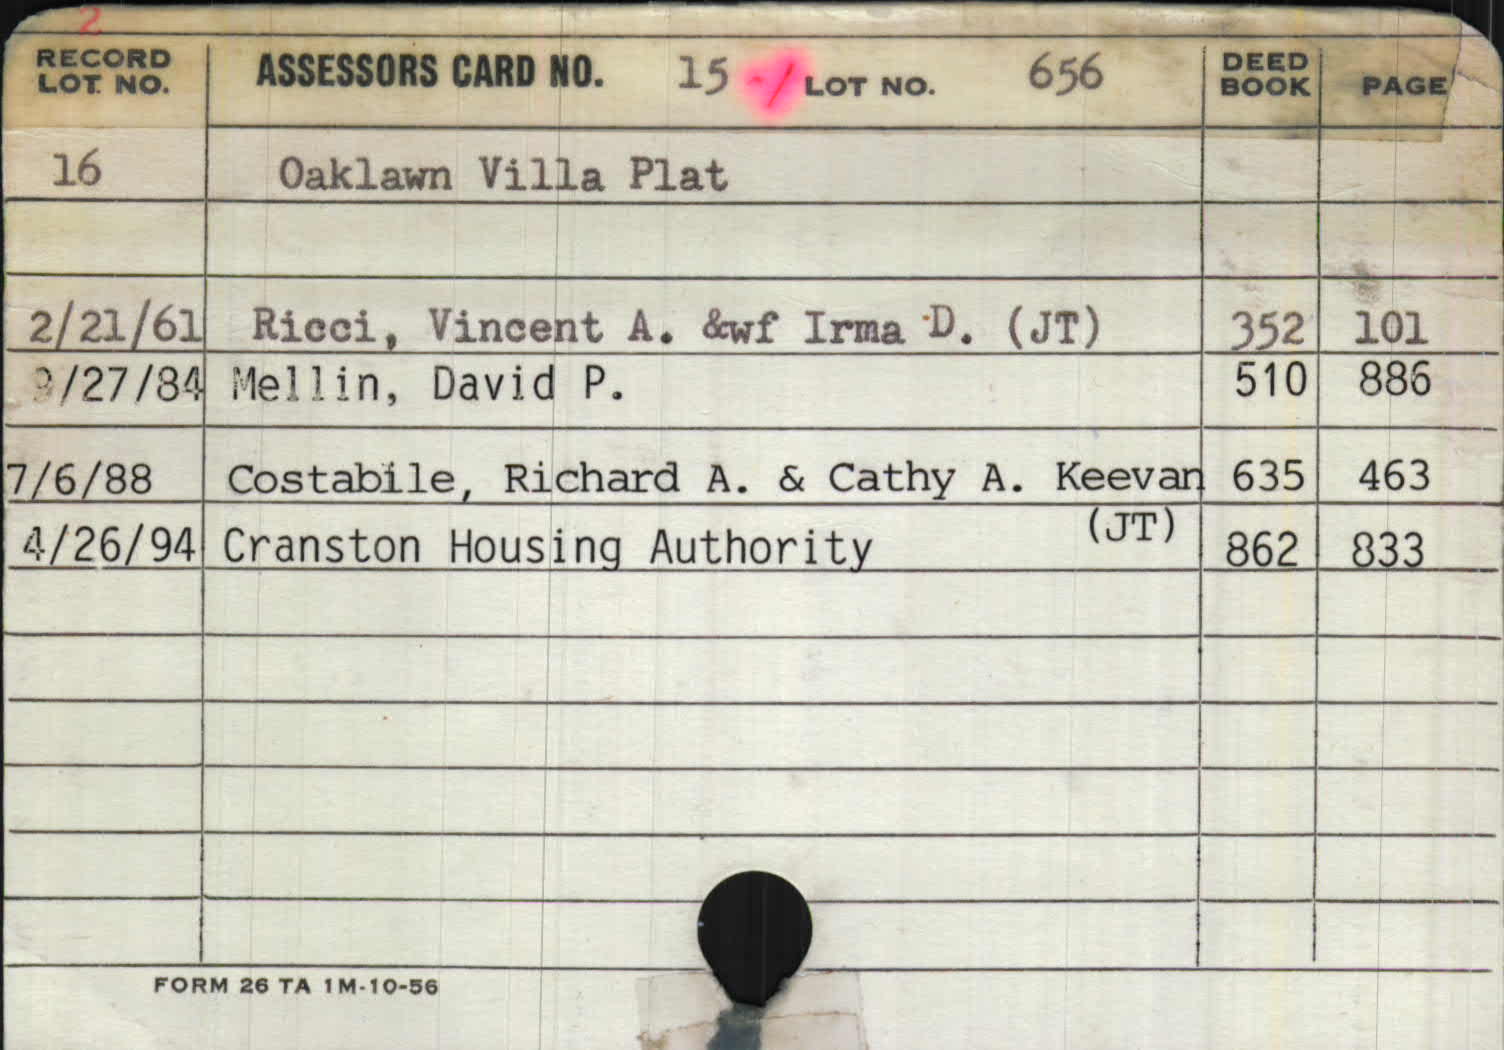 2
RECORD LOT. NO. ASSESSORS CARD NO. 15 -/ LOT NO. 656 DEED BOOK PAGE
16 Oaklawn Villa Plat
2/21/61 Ricci, Vincent A. &wf Irma D. (JT) 352 101
/27/84 Mellin, David P. 510 886
7/6/88 Costabile, Richard A. & Cathy A. Keevan 635 463
(JT)
4/26/94 Cranston Housing Authority 862 833
FORM 26 TA 1M-10-56